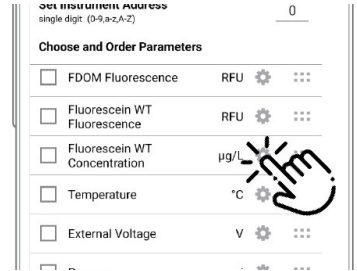 Set Instrument Address
single digit (0-9,a-z,A-Z)
0
Choose and Order Parameters
FDOM Fluorescence RFU
Fluorescein WT
Fluorescence RFU
Fluorescein WT
Concentration µg/L
Temperature °C
External Voltage V